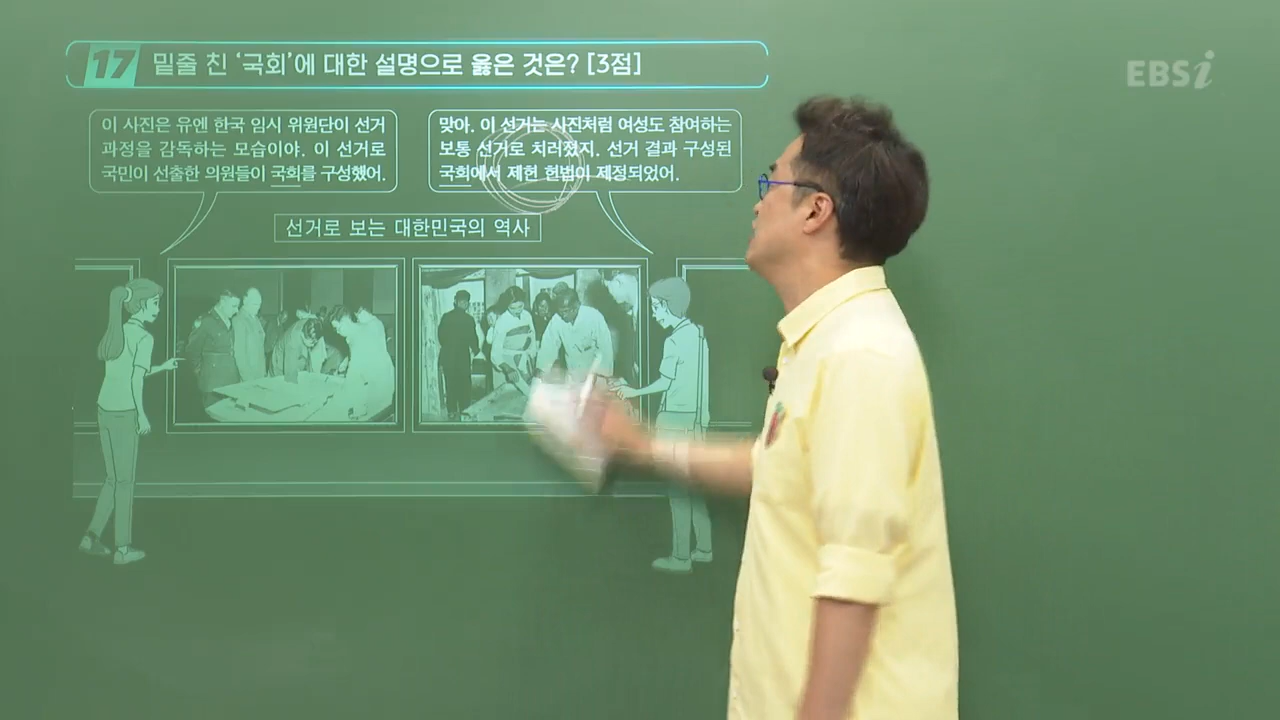 17 밑줄 친 '국회'에 대한 설명으로 옳은 것은? [3점]
EBSi
이 사진은 유엔 한국 임시 위원단이 선거
과정을 감독하는 모습이야. 이 선거로
국민이 선출한 의원들이 국회를 구성했어.
맞아. 이 선거는 사진처럼 여성도 참여하는
보통 선거로 치러졌지. 선거 결과 구성된
국회에서 제헌 헌법이 제정되었어.
선거로 보는 대한민국의 역사